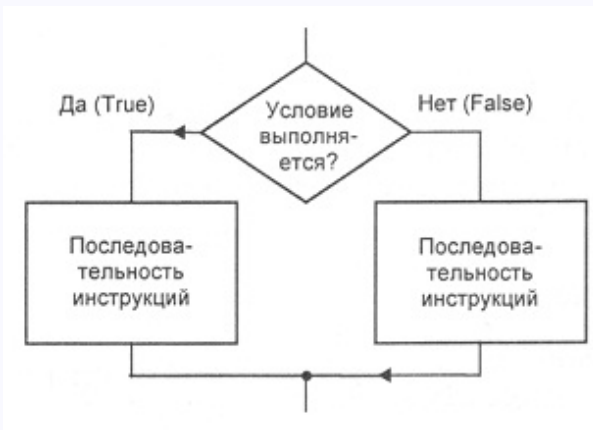 Да (True)
Условие
выполня-
ется?
Нет (False)
Последова-
тельность
инструкций
Последова-
тельность
инструкций